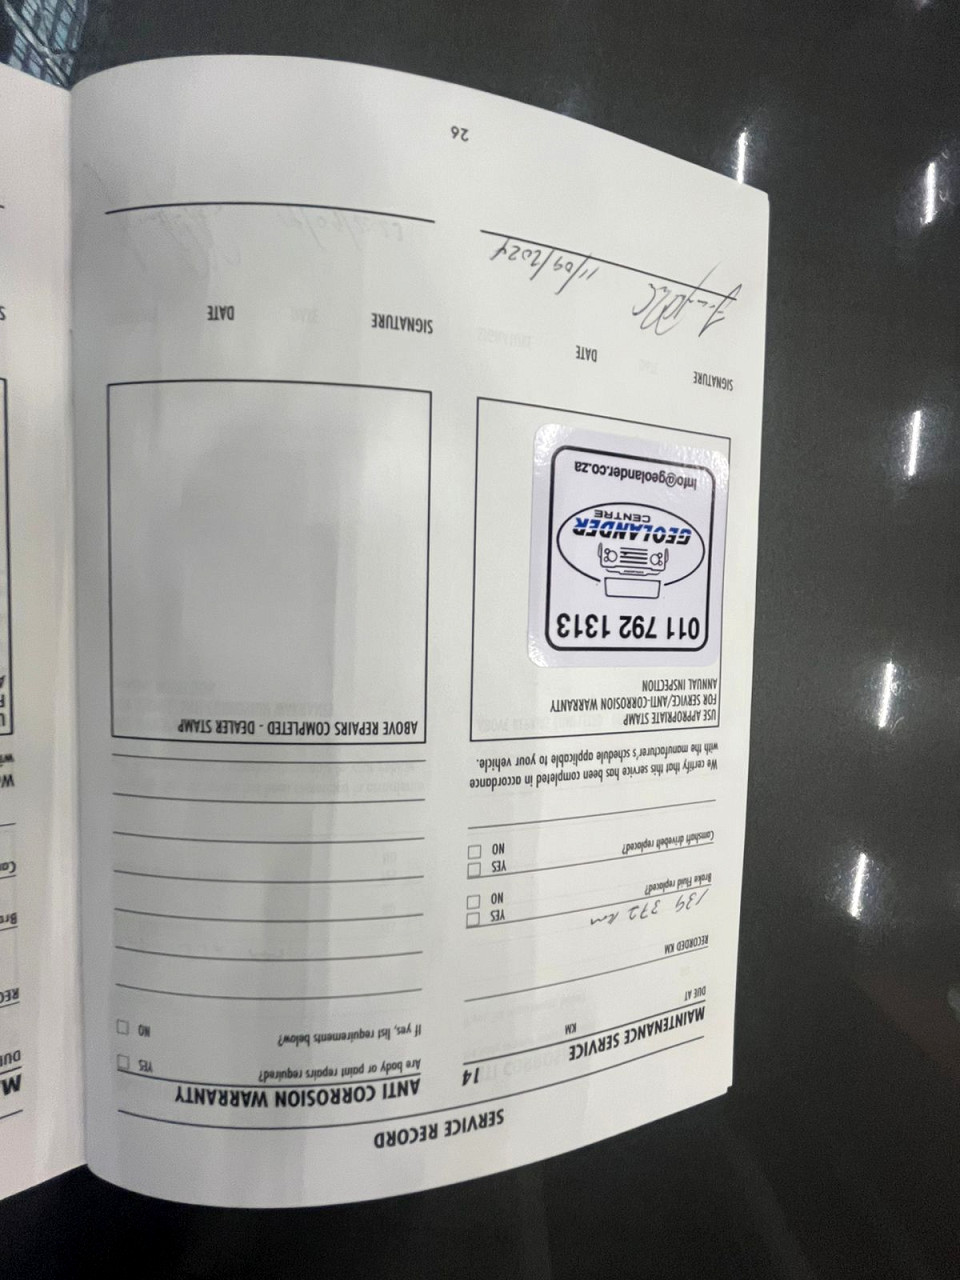 SERVICE RECORD
MAINTENANCE SERVICE 14
DUE AT KM
RECORDED KM
139 372 km
Brake Fluid replaced? YES
NO
Camshaft drivebelt replaced? YES
NO
We certify that this service has been completed in accordance
with the manufacturer's schedule applicable to your vehicle.
USE APPROPRIATE STAMP
FOR SERVICE/ANTI-CORROSION WARRANTY
ANNUAL INSPECTION
011 792 1313
GEOLANDER
CENTRE
Info@geolander.co.za
SIGNATURE DATE
11/09/2024
ANTI CORROSION WARRANTY
Are body or paint repairs required? YES
If yes, list requirements below? NO
ABOVE REPAIRS COMPLETED - DEALER STAMP
SIGNATURE DATE
26